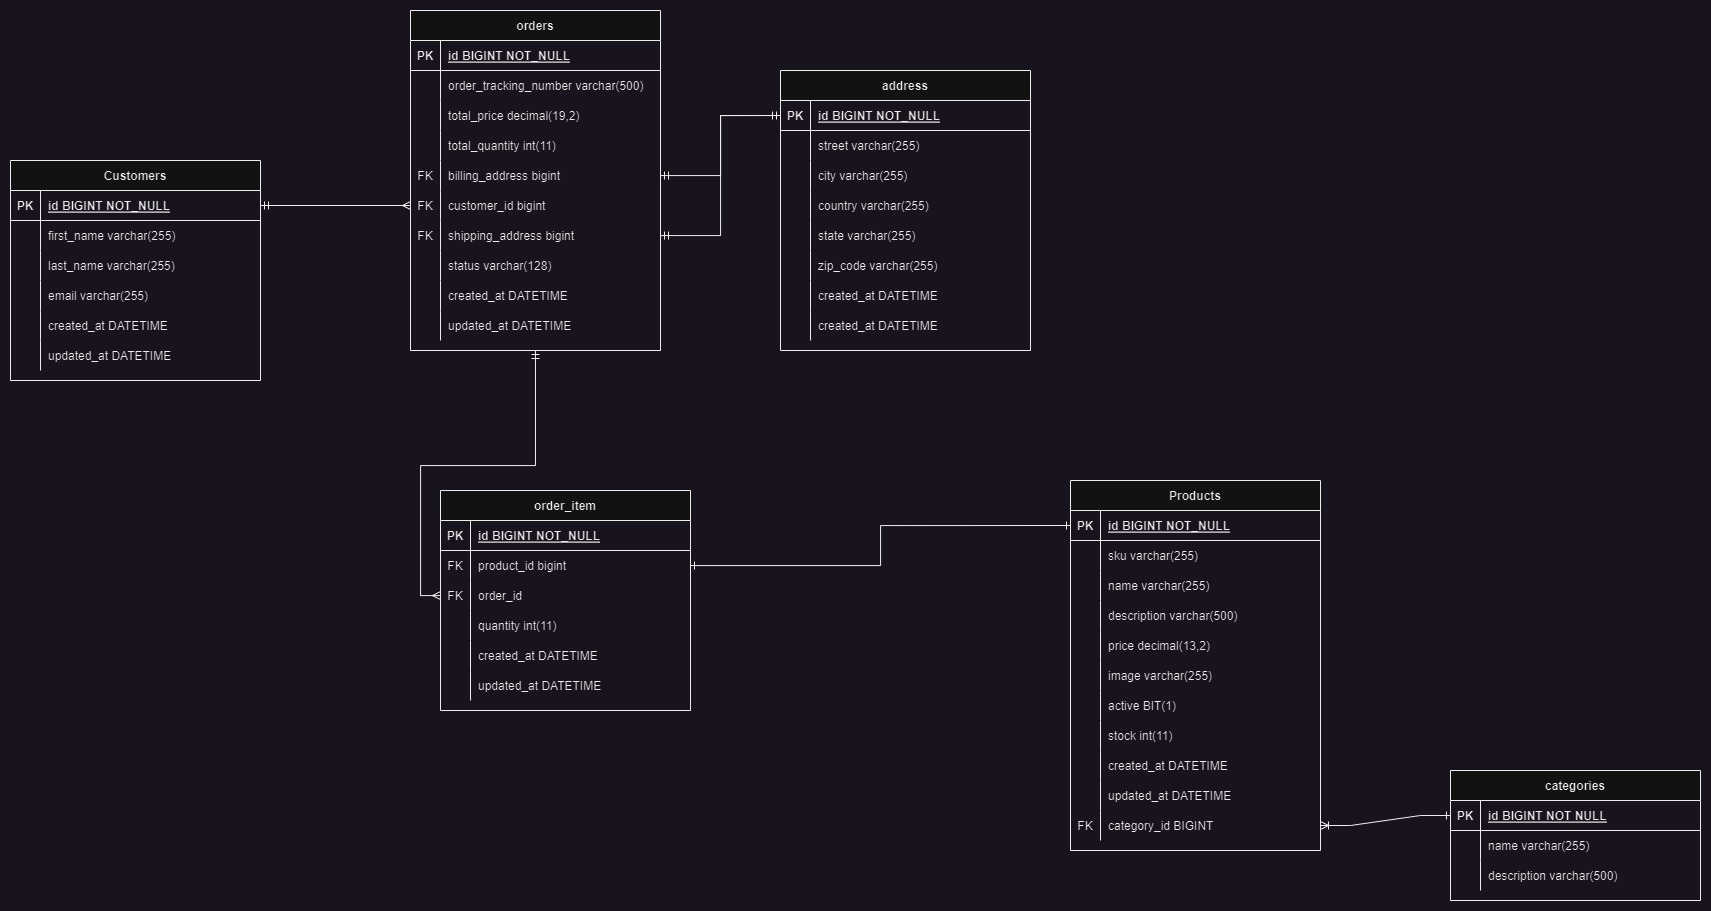 orders
PK id BIGINT NOT_NULL
order_tracking_number varchar(500)
total_price decimal(19,2)
total_quantity int(11)
FK billing_address bigint
FK customer_id bigint
FK shipping_address bigint
status varchar(128)
created_at DATETIME
updated_at DATETIME
address
PK id BIGINT NOT_NULL
street varchar(255)
city varchar(255)
country varchar(255)
state varchar(255)
zip_code varchar(255)
created_at DATETIME
created_at DATETIME
Customers
PK id BIGINT NOT_NULL
first_name varchar(255)
last_name varchar(255)
email varchar(255)
created_at DATETIME
updated_at DATETIME
order_item
PK id BIGINT NOT_NULL
FK product_id bigint
FK order_id
quantity int(11)
created_at DATETIME
updated_at DATETIME
Products
PK id BIGINT NOT_NULL
sku varchar(255)
name varchar(255)
description varchar(500)
price decimal(13,2)
image varchar(255)
active BIT(1)
stock int(11)
created_at DATETIME
updated_at DATETIME
FK category_id BIGINT
categories
PK id BIGINT NOT NULL
name varchar(255)
description varchar(500)